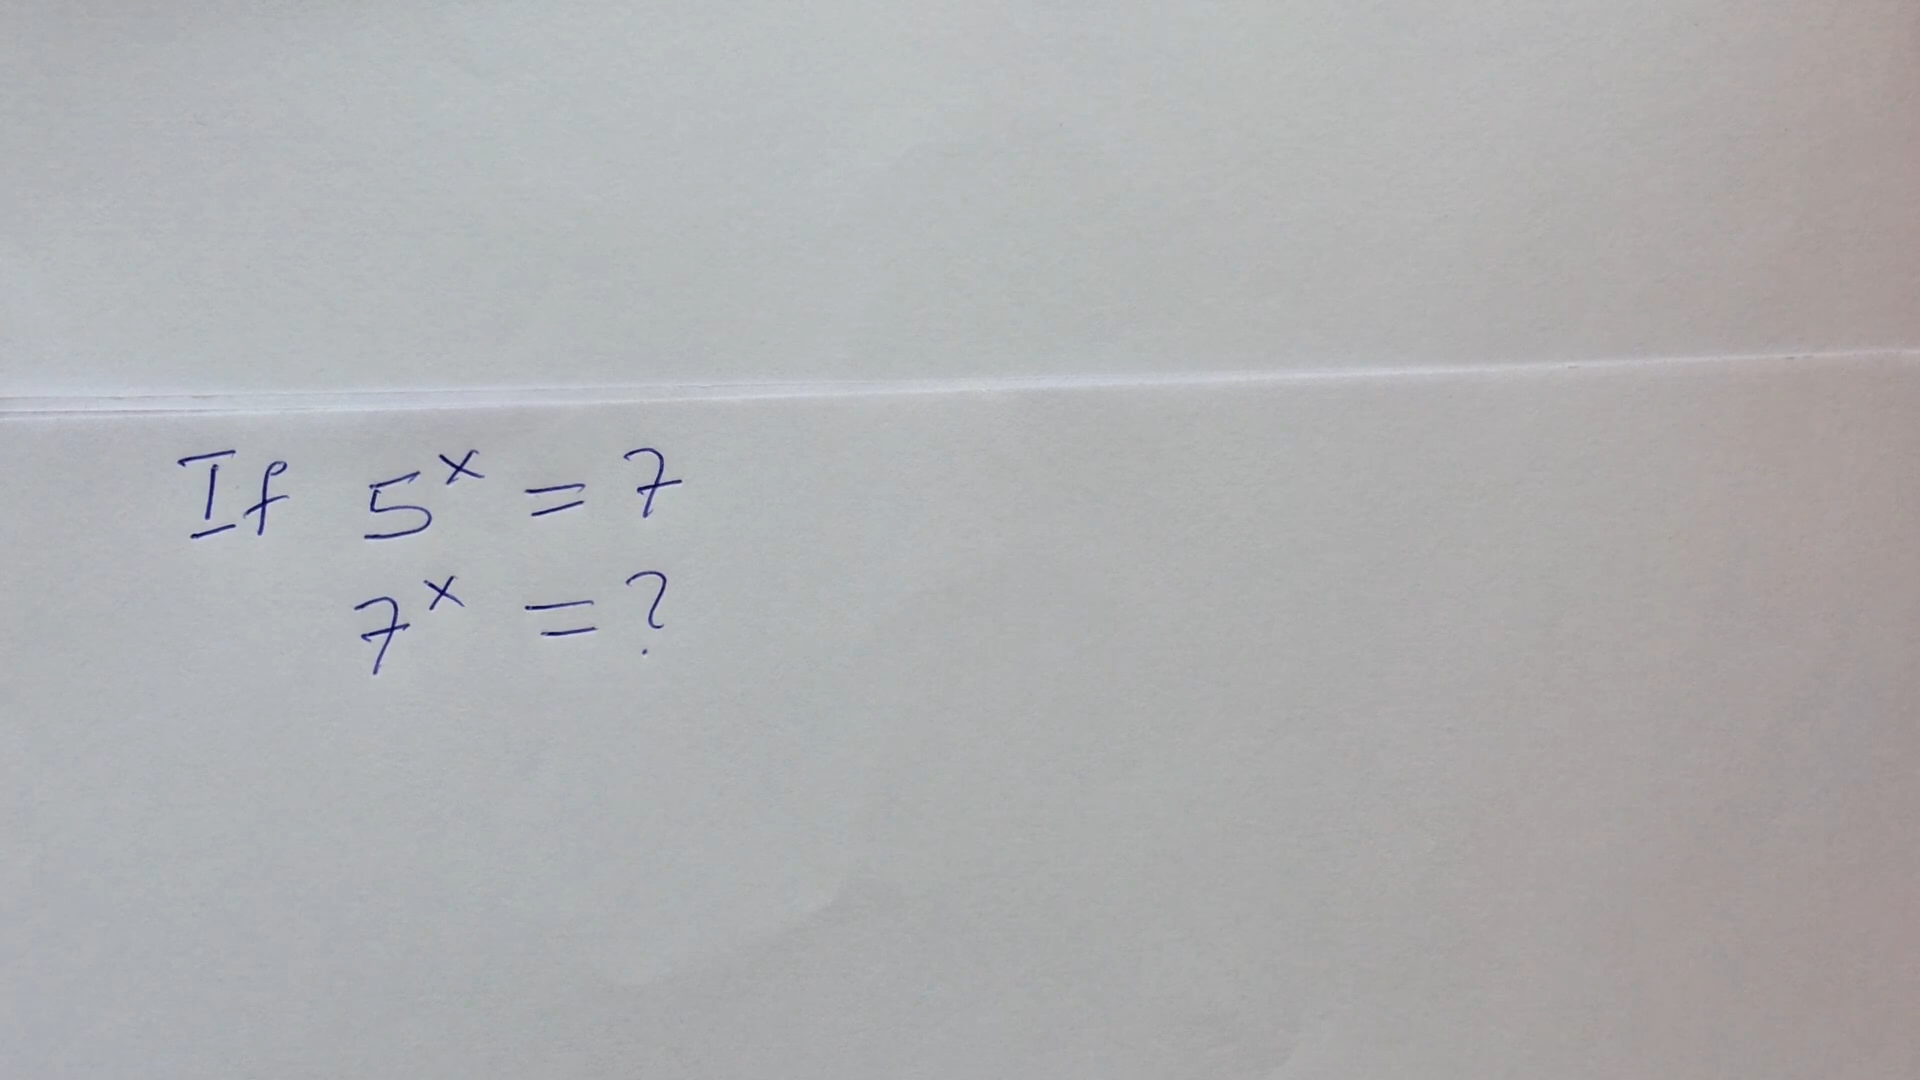 If 5^x = 7
7^x = ?